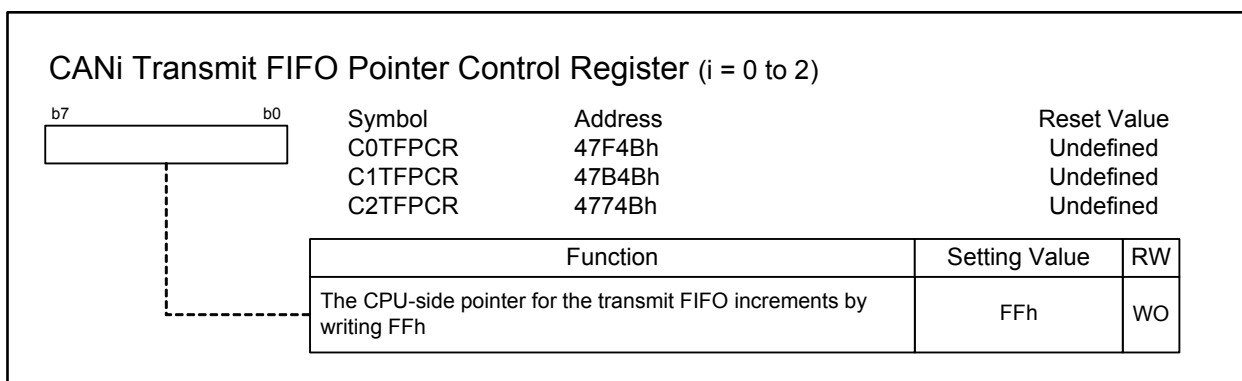 CANi Transmit FIFO Pointer Control Register (i = 0 to 2)
b7 b0 Symbol Address Reset Value
C0TFPCR 47F4Bh Undefined
C1TFPCR 47B4Bh Undefined
C2TFPCR 4774Bh Undefined
Function Setting Value RW
The CPU-side pointer for the transmit FIFO increments by
writing FFh
FFh WO